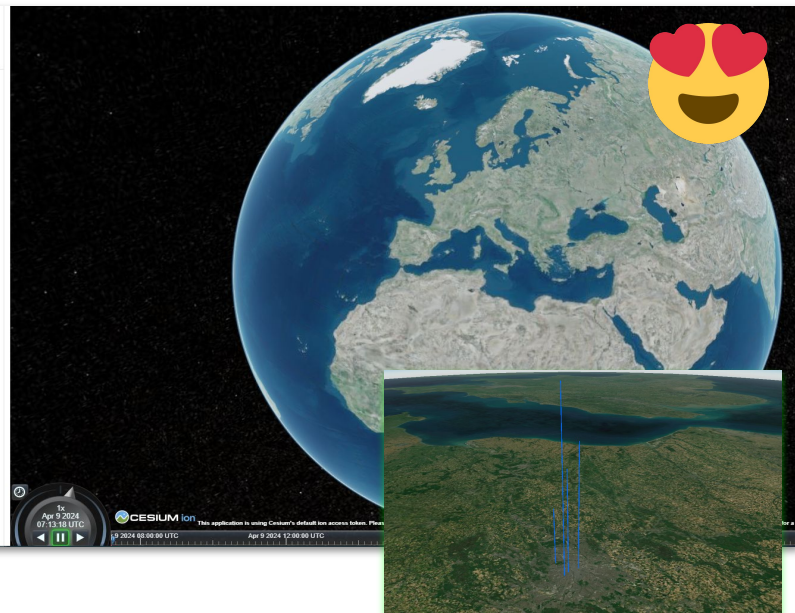 1x
Apr 9 2024
07:13:18 UTC
CESIUM ion
This application is using Cesium's default ion access token. Pleas
for a
9 2024 08:00:00 UTC
Apr 9 2024 12:00:00 UTC